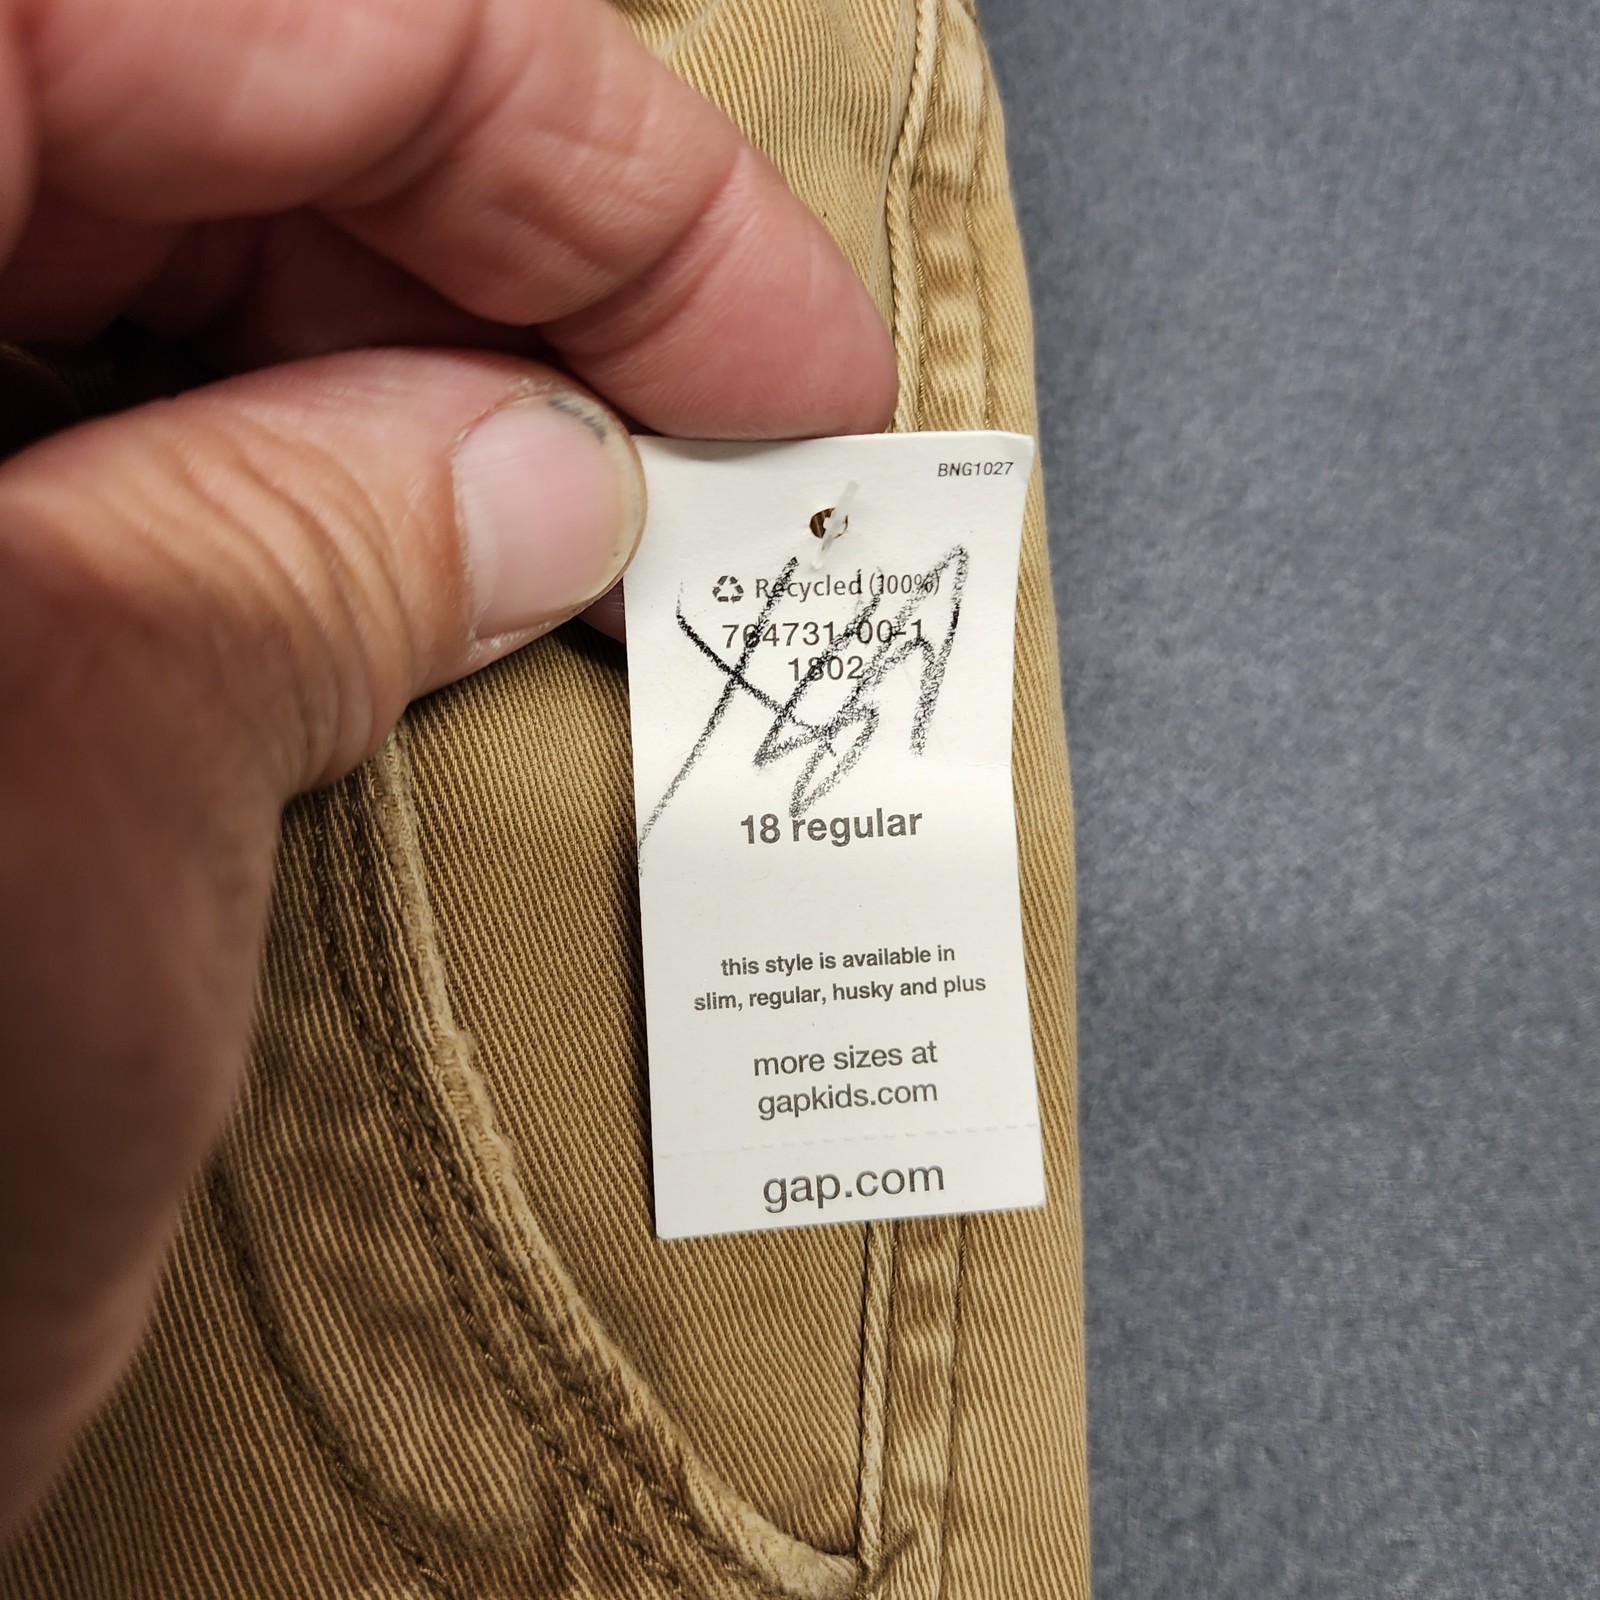 BNG1027
Recycled (100%)
764731-00-1
1802
18 regular
this style is available in
slim, regular, husky and plus
more sizes at
gapkids.com
gap.com